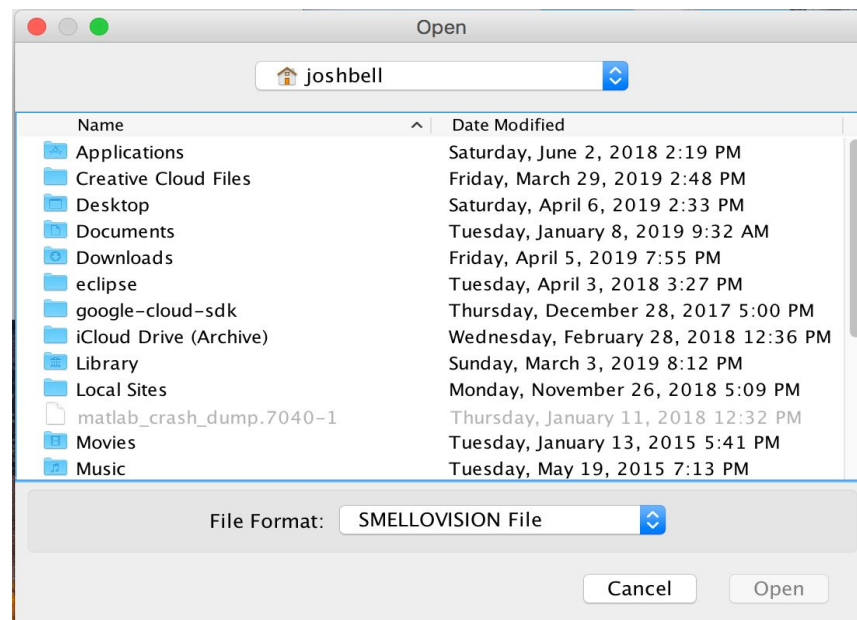 Open
joshbell
Name Date Modified
Applications Saturday, June 2, 2018 2:19 PM
Creative Cloud Files Friday, March 29, 2019 2:48 PM
Desktop Saturday, April 6, 2019 2:33 PM
Documents Tuesday, January 8, 2019 9:32 AM
Downloads Friday, April 5, 2019 7:55 PM
eclipse Tuesday, April 3, 2018 3:27 PM
google-cloud-sdk Thursday, December 28, 2017 5:00 PM
iCloud Drive (Archive) Wednesday, February 28, 2018 12:36 PM
Library Sunday, March 3, 2019 8:12 PM
Local Sites Monday, November 26, 2018 5:09 PM
matlab_crash_dump.7040-1 Thursday, January 11, 2018 12:32 PM
Movies Tuesday, January 13, 2015 5:41 PM
Music Tuesday, May 19, 2015 7:13 PM
File Format: SMELLOVISION File
Cancel Open